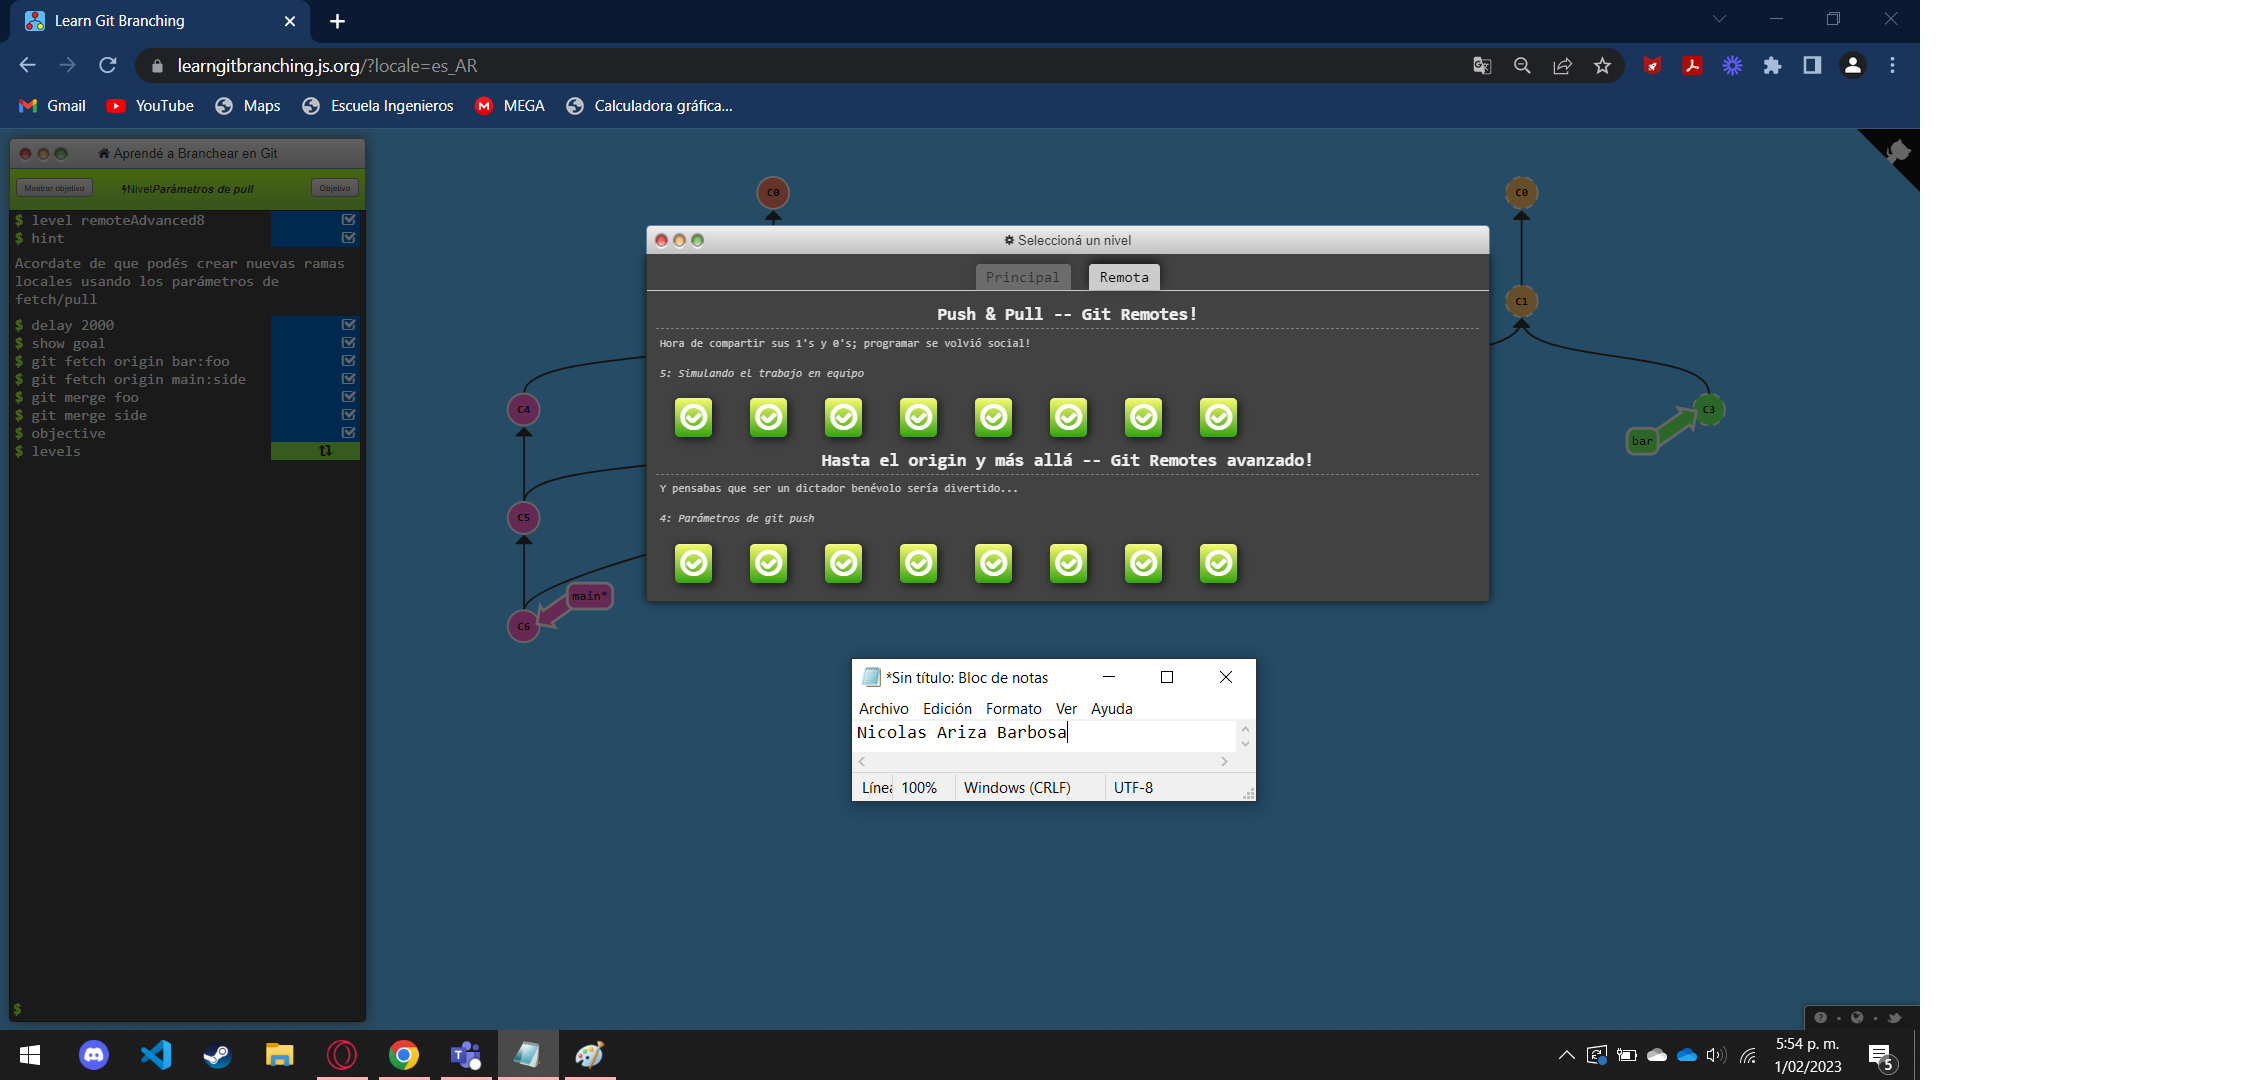 Learn Git Branching
learngitbranching.js.org/?locale=es_AR
Gmail YouTube Maps Escuela Ingenieros MEGA Calculadora gráfica...
Aprendé a Branchear en Git
Mostrar objetivo NivelParámetros de pull Objetivo
$ level remoteAdvanced8
$ hint
Acordate de que podés crear nuevas ramas
locales usando los parámetros de
fetch/pull
$ delay 2000
$ show goal
$ git fetch origin bar:foo
$ git fetch origin main:side
$ git merge foo
$ git merge side
$ objective
$ levels
$
C0
C4
C5
C6
main*
C0
C1
C3
bar
Seleccioná un nivel
Principal Remota
Push & Pull -- Git Remotes!
Hora de compartir sus 1's y 0's; programar se volvió social!
5: Simulando el trabajo en equipo
Hasta el origin y más allá -- Git Remotes avanzado!
Y pensabas que ser un dictador benévolo sería divertido...
4: Parámetros de git push
*Sin título: Bloc de notas
Archivo Edición Formato Ver Ayuda
Nicolas Ariza Barbosa
100% Windows (CRLF) UTF-8
5:54 p. m.
1/02/2023
5